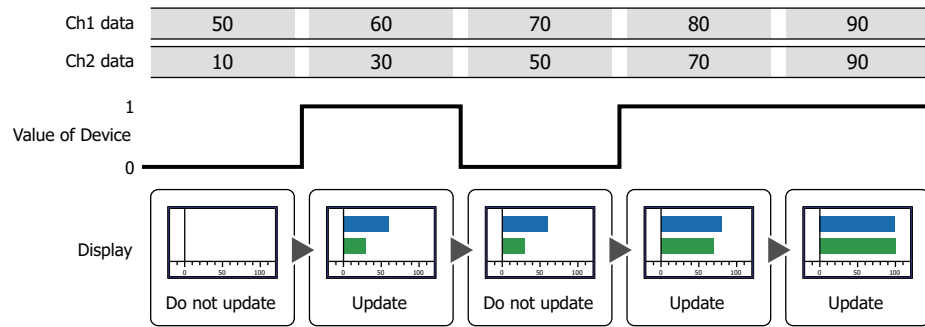 Ch1 data 50 60 70 80 90
Ch2 data 10 30 50 70 90
1
Value of Device
0
Display
0 50 100 0 50 100 0 50 100 0 50 100 0 50 100
Do not update Update Do not update Update Update